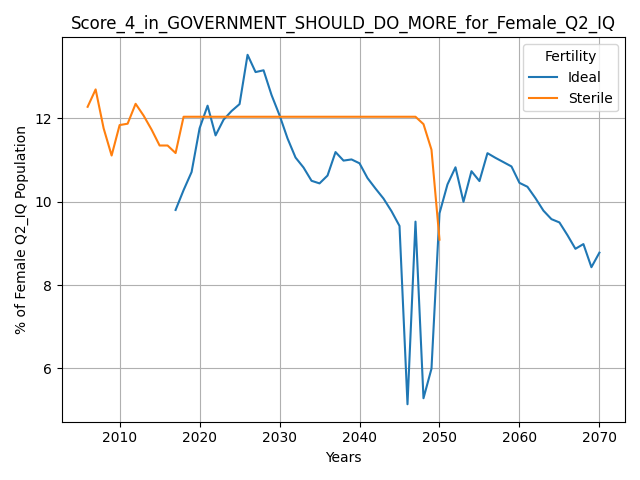 Score_4_in_GOVERNMENT_SHOULD_DO_MORE_for_Female_Q2_IQ
Fertility
Ideal
Sterile
% of Female Q2_IQ Population
12
10
8
6
2010 2020 2030 2040 2050 2060 2070
Years